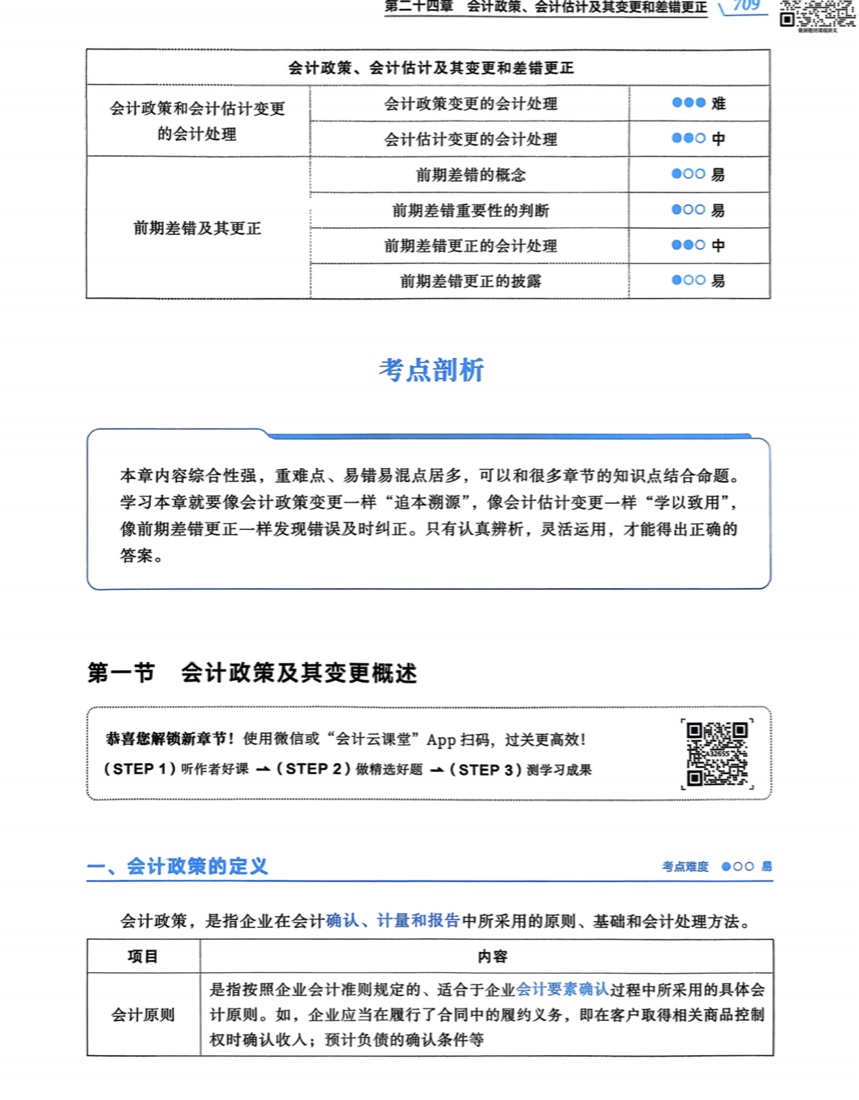 第二十四章 会计政策、会计估计及其变更和差错更正 709
会计政策、会计估计及其变更和差错更正
会计政策和会计估计变更
的会计处理
会计政策变更的会计处理 ●●● 难
会计估计变更的会计处理 ●●○ 中
前期差错及其更正
前期差错的概念 ●○○ 易
前期差错重要性的判断 ●○○ 易
前期差错更正的会计处理 ●●○ 中
前期差错更正的披露 ●○○ 易
考点剖析
本章内容综合性强，重难点、易错易混点居多，可以和很多章节的知识点结合命题。
学习本章就要像会计政策变更一样“追本溯源”，像会计估计变更一样“学以致用”，
像前期差错更正一样发现错误及时纠正。只有认真辨析，灵活运用，才能得出正确的
答案。
第一节 会计政策及其变更概述
恭喜您解锁新章节！使用微信或“会计云课堂”App 扫码，过关更高效！
（STEP 1）听作者好课 ⇀（STEP 2）做精选好题 ⇀（STEP 3）测学习成果
一、会计政策的定义 考点难度 ●○○ 易
会计政策，是指企业在会计确认、计量和报告中所采用的原则、基础和会计处理方法。
项目 内容
会计原则
是指按照企业会计准则规定的、适合于企业会计要素确认过程中所采用的具体会
计原则。如，企业应当在履行了合同中的履约义务，即在客户取得相关商品控制
权时确认收入；预计负债的确认条件等